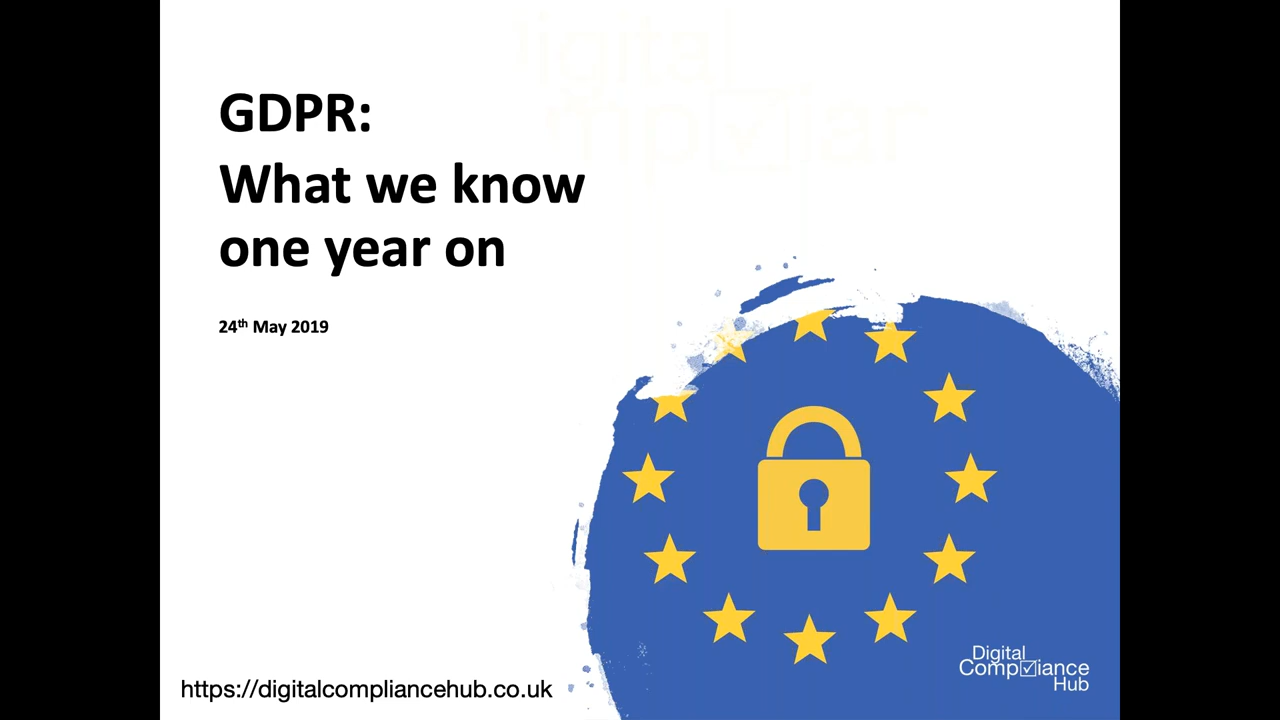 GDPR:
What we know
one year on
24th May 2019
Digital
Compliance
Hub
https://digitalcompliancehub.co.uk